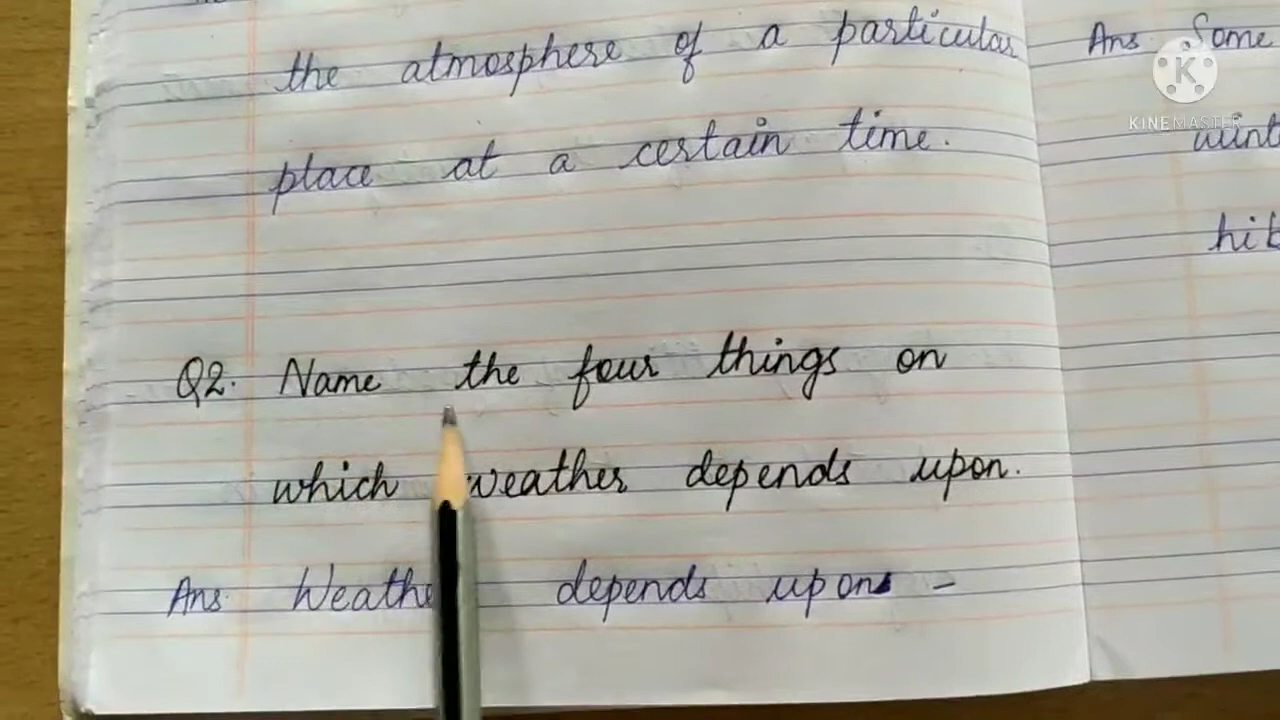 the atmosphere of a particular
place at a certain time.
Q2. Name the four things on
which weather depends upon.
Ans. depends upon -
Ans Some
K
KINEMASTER